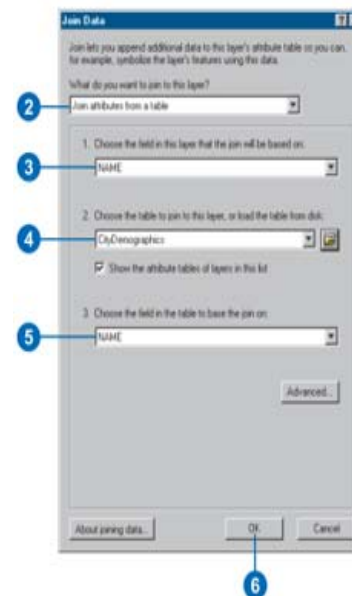 Join Data
Join lets you append additional data to this layer's attribute table so you can, for example, symbolize the layer's features using this data.
What do you want to join to this layer?
2
Join attributes from a table
1. Choose the field in this layer that the join will be based on:
3
NAME
2. Choose the table to join to this layer, or load the table from disk:
4
CityDemographics
Show the attribute tables of layers in this list
3. Choose the field in the table to base the join on:
5
NAME
Advanced...
About joining data...
OK
Cancel
6